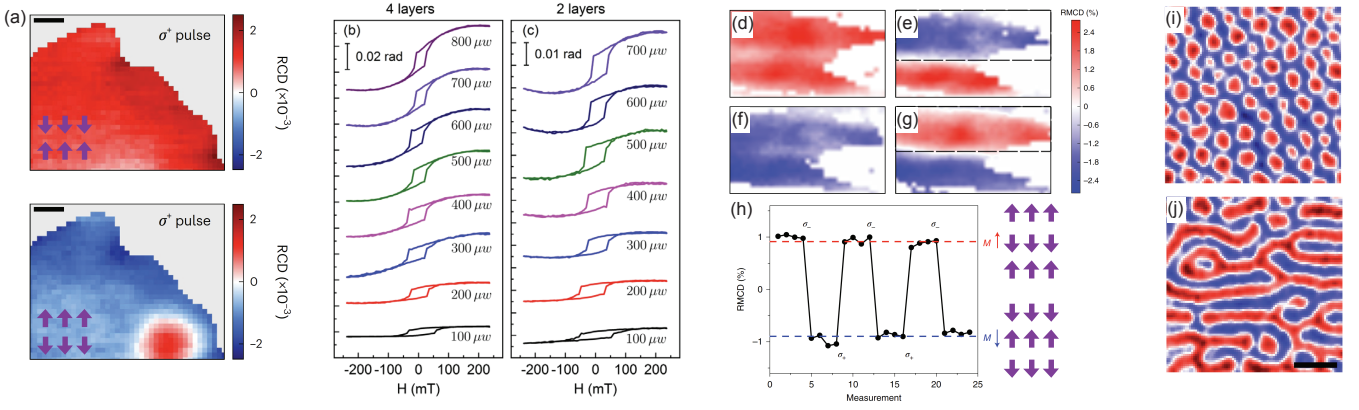 (a)
σ+ pulse
RCD (×10−3)
2
1
0
−1
−2
σ+ pulse
RCD (×10−3)
2
1
0
−1
−2
4 layers
(b)
0.02 rad
800 μw
700 μw
600 μw
500 μw
400 μw
300 μw
200 μw
100 μw
-200 -100 0 100 200
H (mT)
2 layers
(c)
0.01 rad
700 μw
600 μw
500 μw
400 μw
300 μw
200 μw
100 μw
-200 -100 0 100 200
H (mT)
(d)
(e)
(f)
(g)
RMCD (%)
2.4
1.8
1.2
0.6
0
−0.6
−1.2
−1.8
−2.4
(h)
RMCD (%)
1
0
−1
σ− σ− σ−
σ+ σ+
M
M
0 5 10 15 20 25
Measurement
(i)
(j)